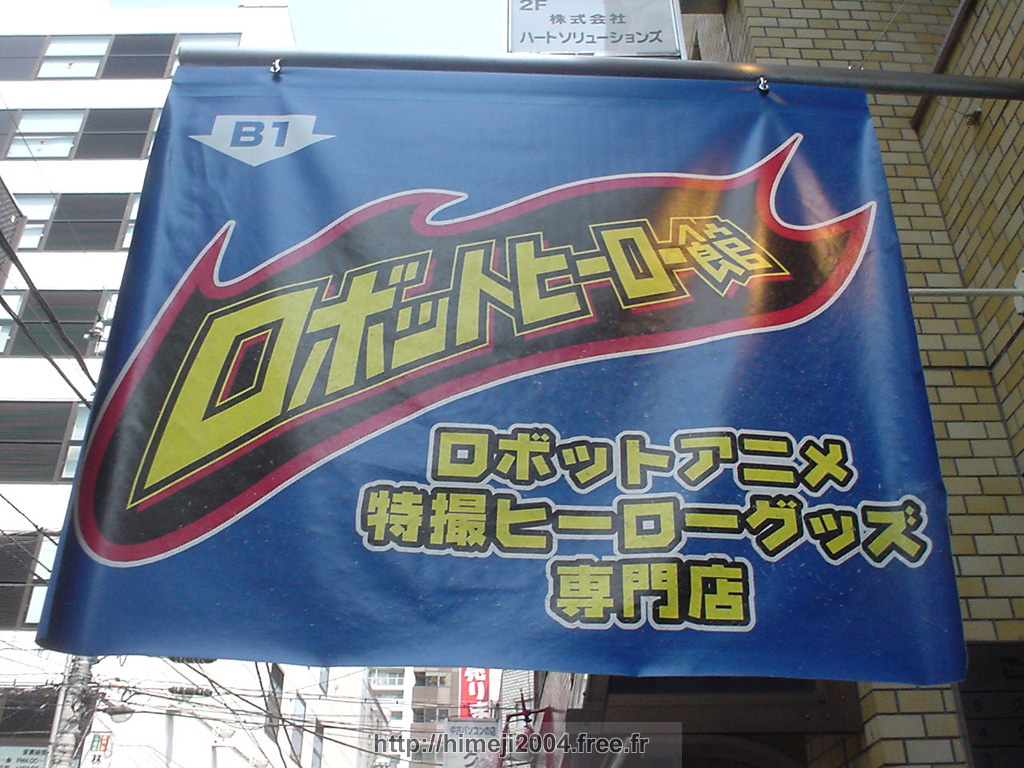 2F
株式会社
ハートソリューションズ
B1
ロボットヒーロー館
ロボットアニメ
特撮ヒーローグッズ
専門店
売り
http://himeji2004.free.fr